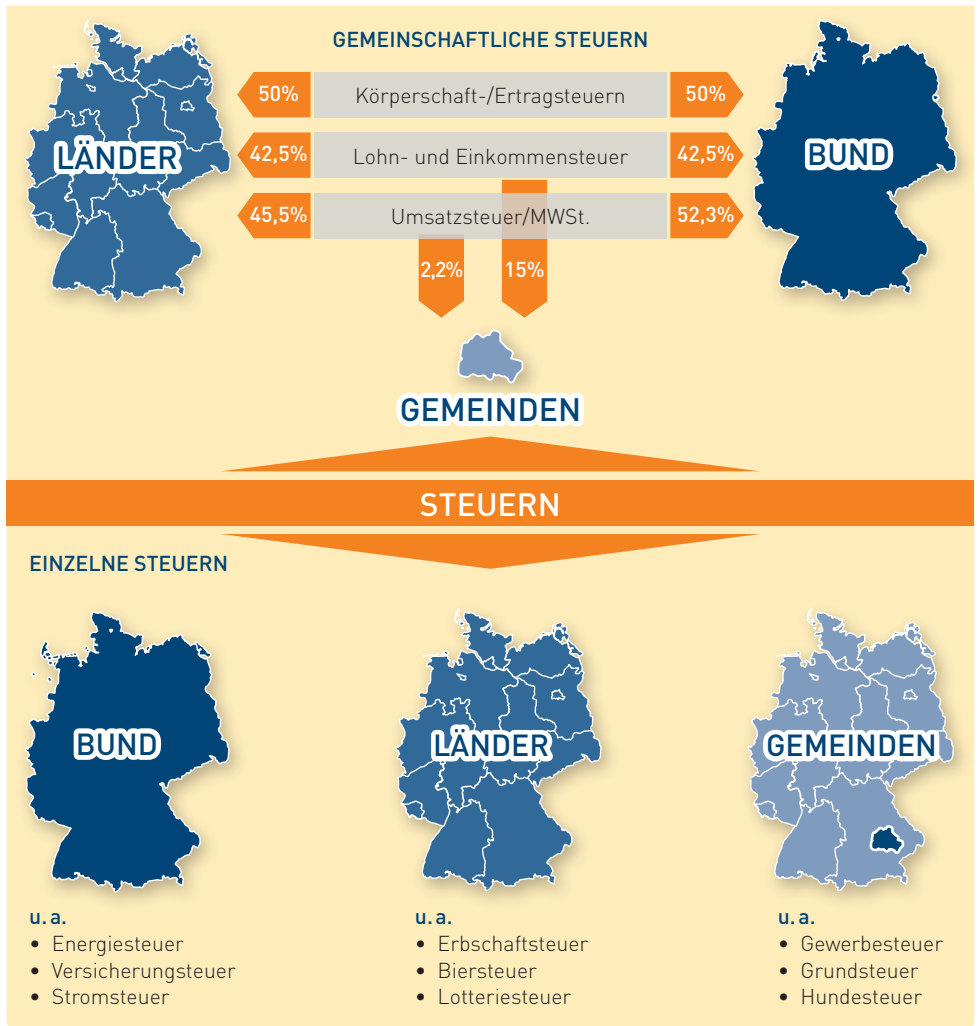 GEMEINSCHAFTLICHE STEUERN
50% Körperschaft-/Ertragsteuern 50%
LÄNDER
42,5% Lohn- und Einkommensteuer 42,5%
BUND
45,5% Umsatzsteuer/MWSt. 52,3%
2,2% 15%
GEMEINDEN
STEUERN
EINZELNE STEUERN
BUND
u. a.
• Energiesteuer
• Versicherungsteuer
• Stromsteuer
LÄNDER
u. a.
• Erbschaftsteuer
• Biersteuer
• Lotteriesteuer
GEMEINDEN
u. a.
• Gewerbesteuer
• Grundsteuer
• Hundesteuer